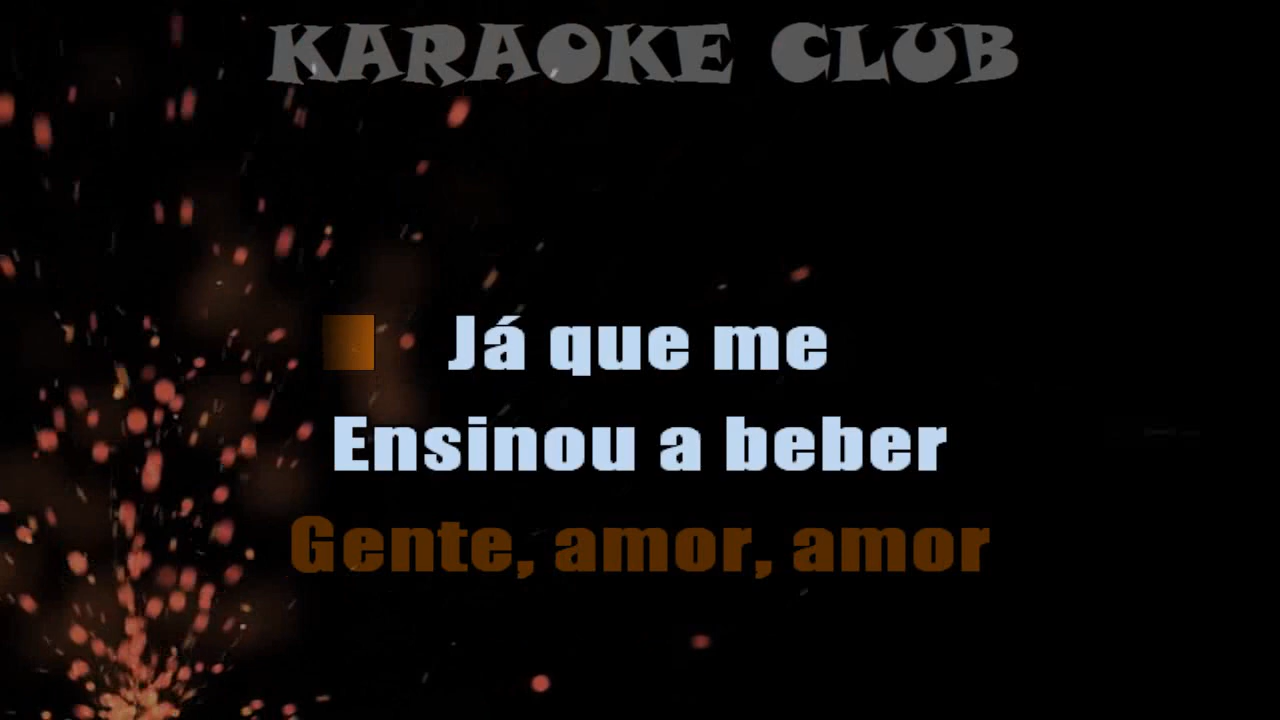 KARAOKE CLUB
Já que me
Ensinou a beber
Gente, amor, amor